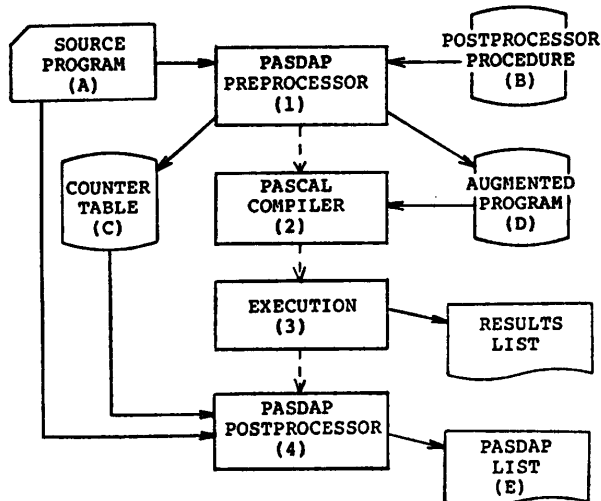 SOURCE
PROGRAM
(A)
PASDAP
PREPROCESSOR
(1)
POSTPROCESSOR
PROCEDURE
(B)
COUNTER
TABLE
(C)
PASCAL
COMPILER
(2)
AUGMENTED
PROGRAM
(D)
EXECUTION
(3)
RESULTS
LIST
PASDAP
POSTPROCESSOR
(4)
PASDAP
LIST
(E)